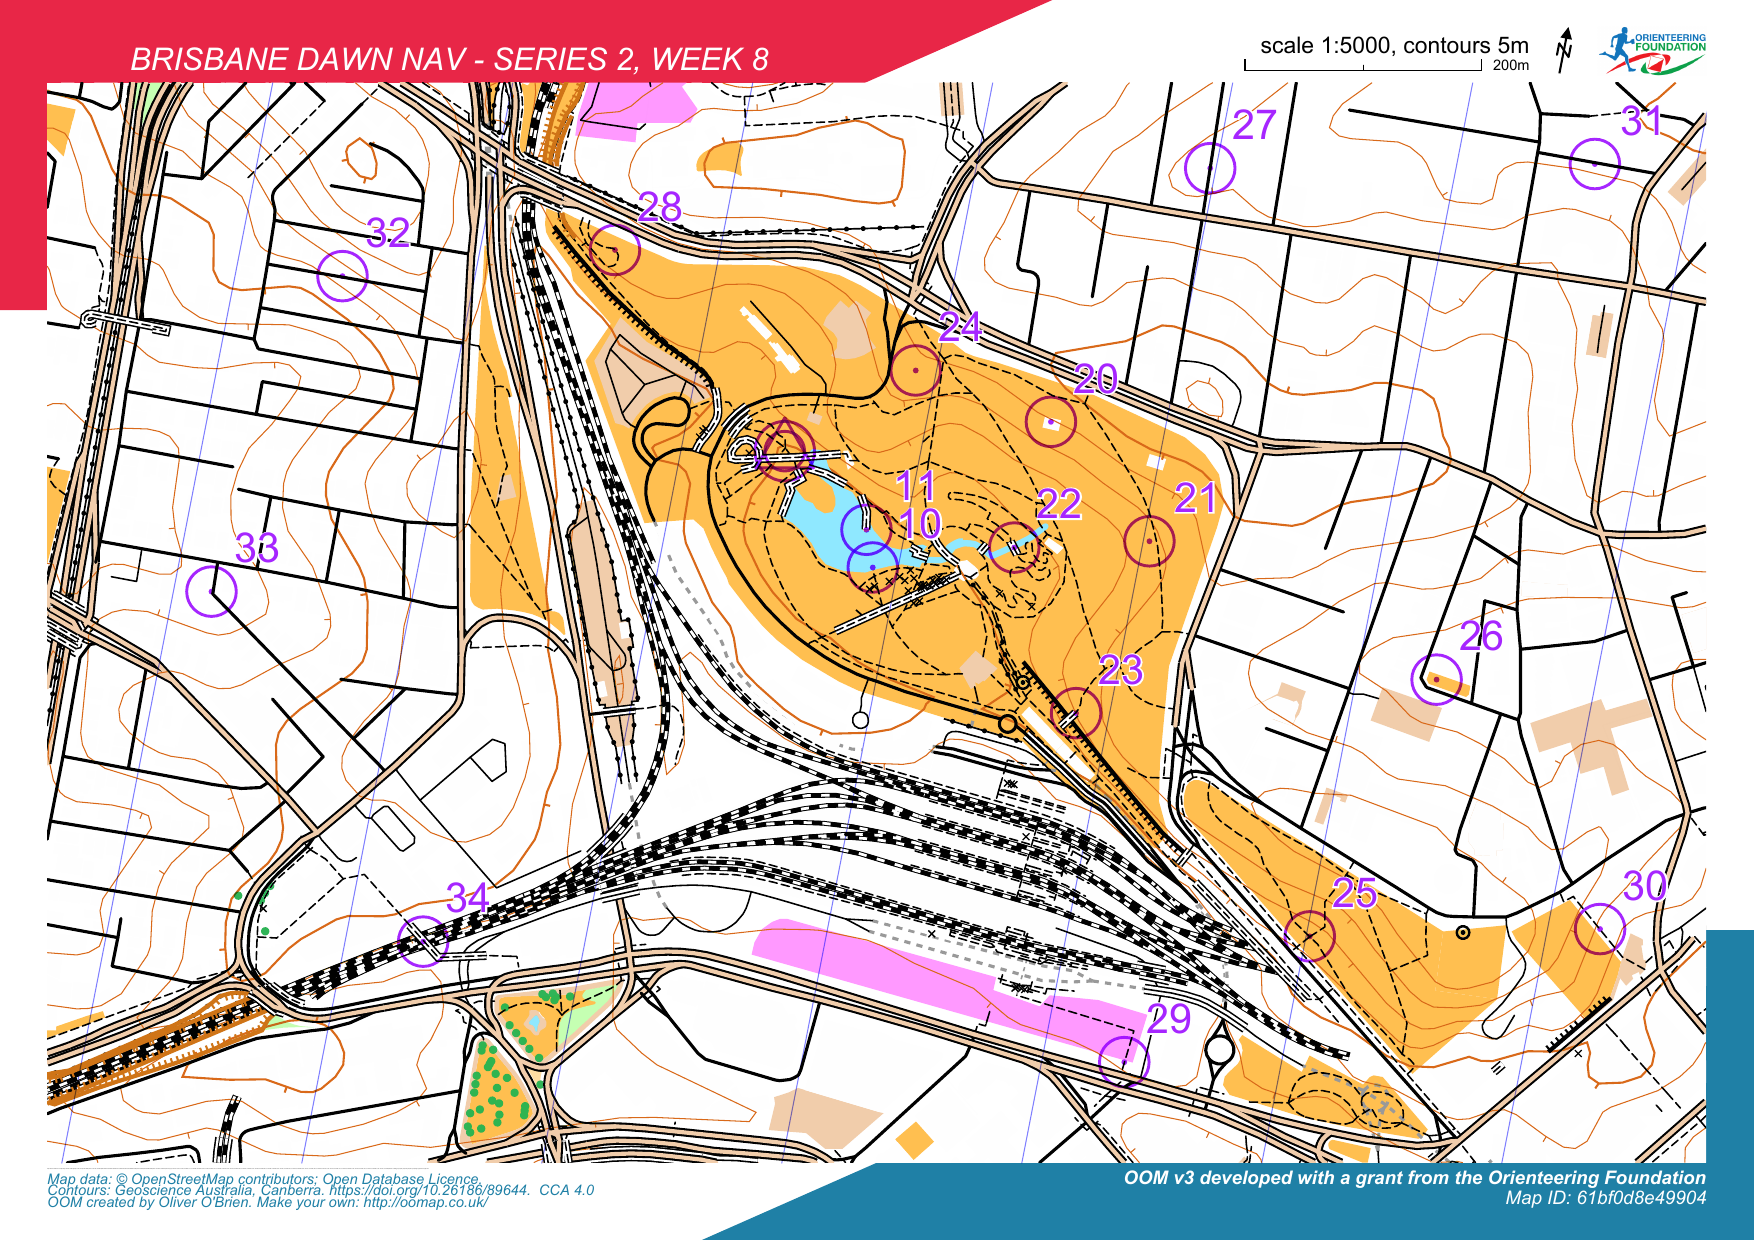 BRISBANE DAWN NAV - SERIES 2, WEEK 8
scale 1:5000, contours 5m
200m
N
ORIENTEERING
FOUNDATION
27
31
28
32
24
20
11
10
22
21
33
26
23
25
30
34
29
Map data: © OpenStreetMap contributors; Open Database Licence.
Contours: Geoscience Australia, Canberra. https://doi.org/10.26186/89644. CCA 4.0
OOM created by Oliver O'Brien. Make your own: http://oomap.co.uk/
OOM v3 developed with a grant from the Orienteering Foundation
Map ID: 61bf0d8e49904